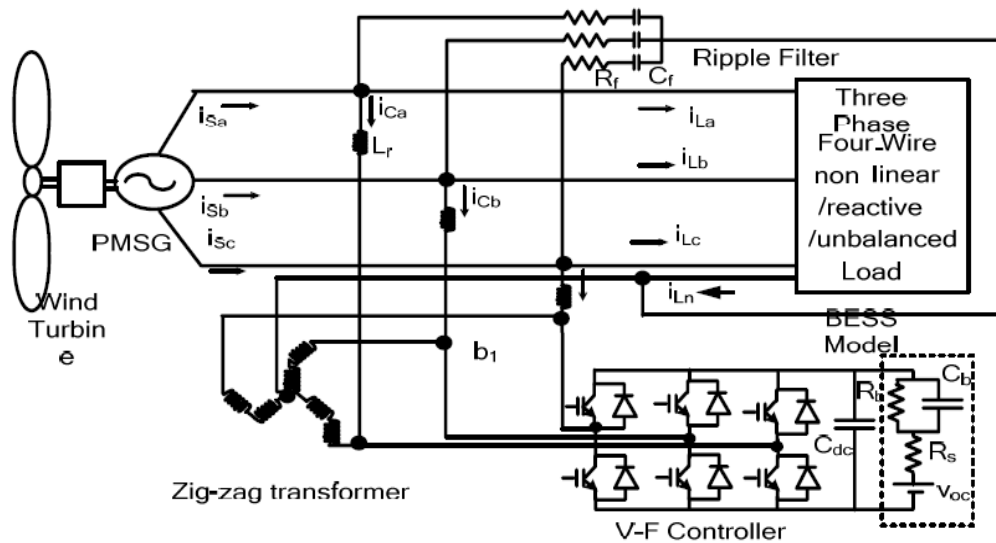 Ripple Filter
Rf
Cf
iSa
iCa
iLa
Three
Phase
Four-Wire
non linear
/reactive
/unbalanced
Load
Lr
iLb
iSb
iCb
PMSG
iSc
iLc
iLn
Wind
Turbin
e
b1
BESS
Model
Rb
Cb
Cdc
Rs
voc
Zig-zag transformer
V-F Controller